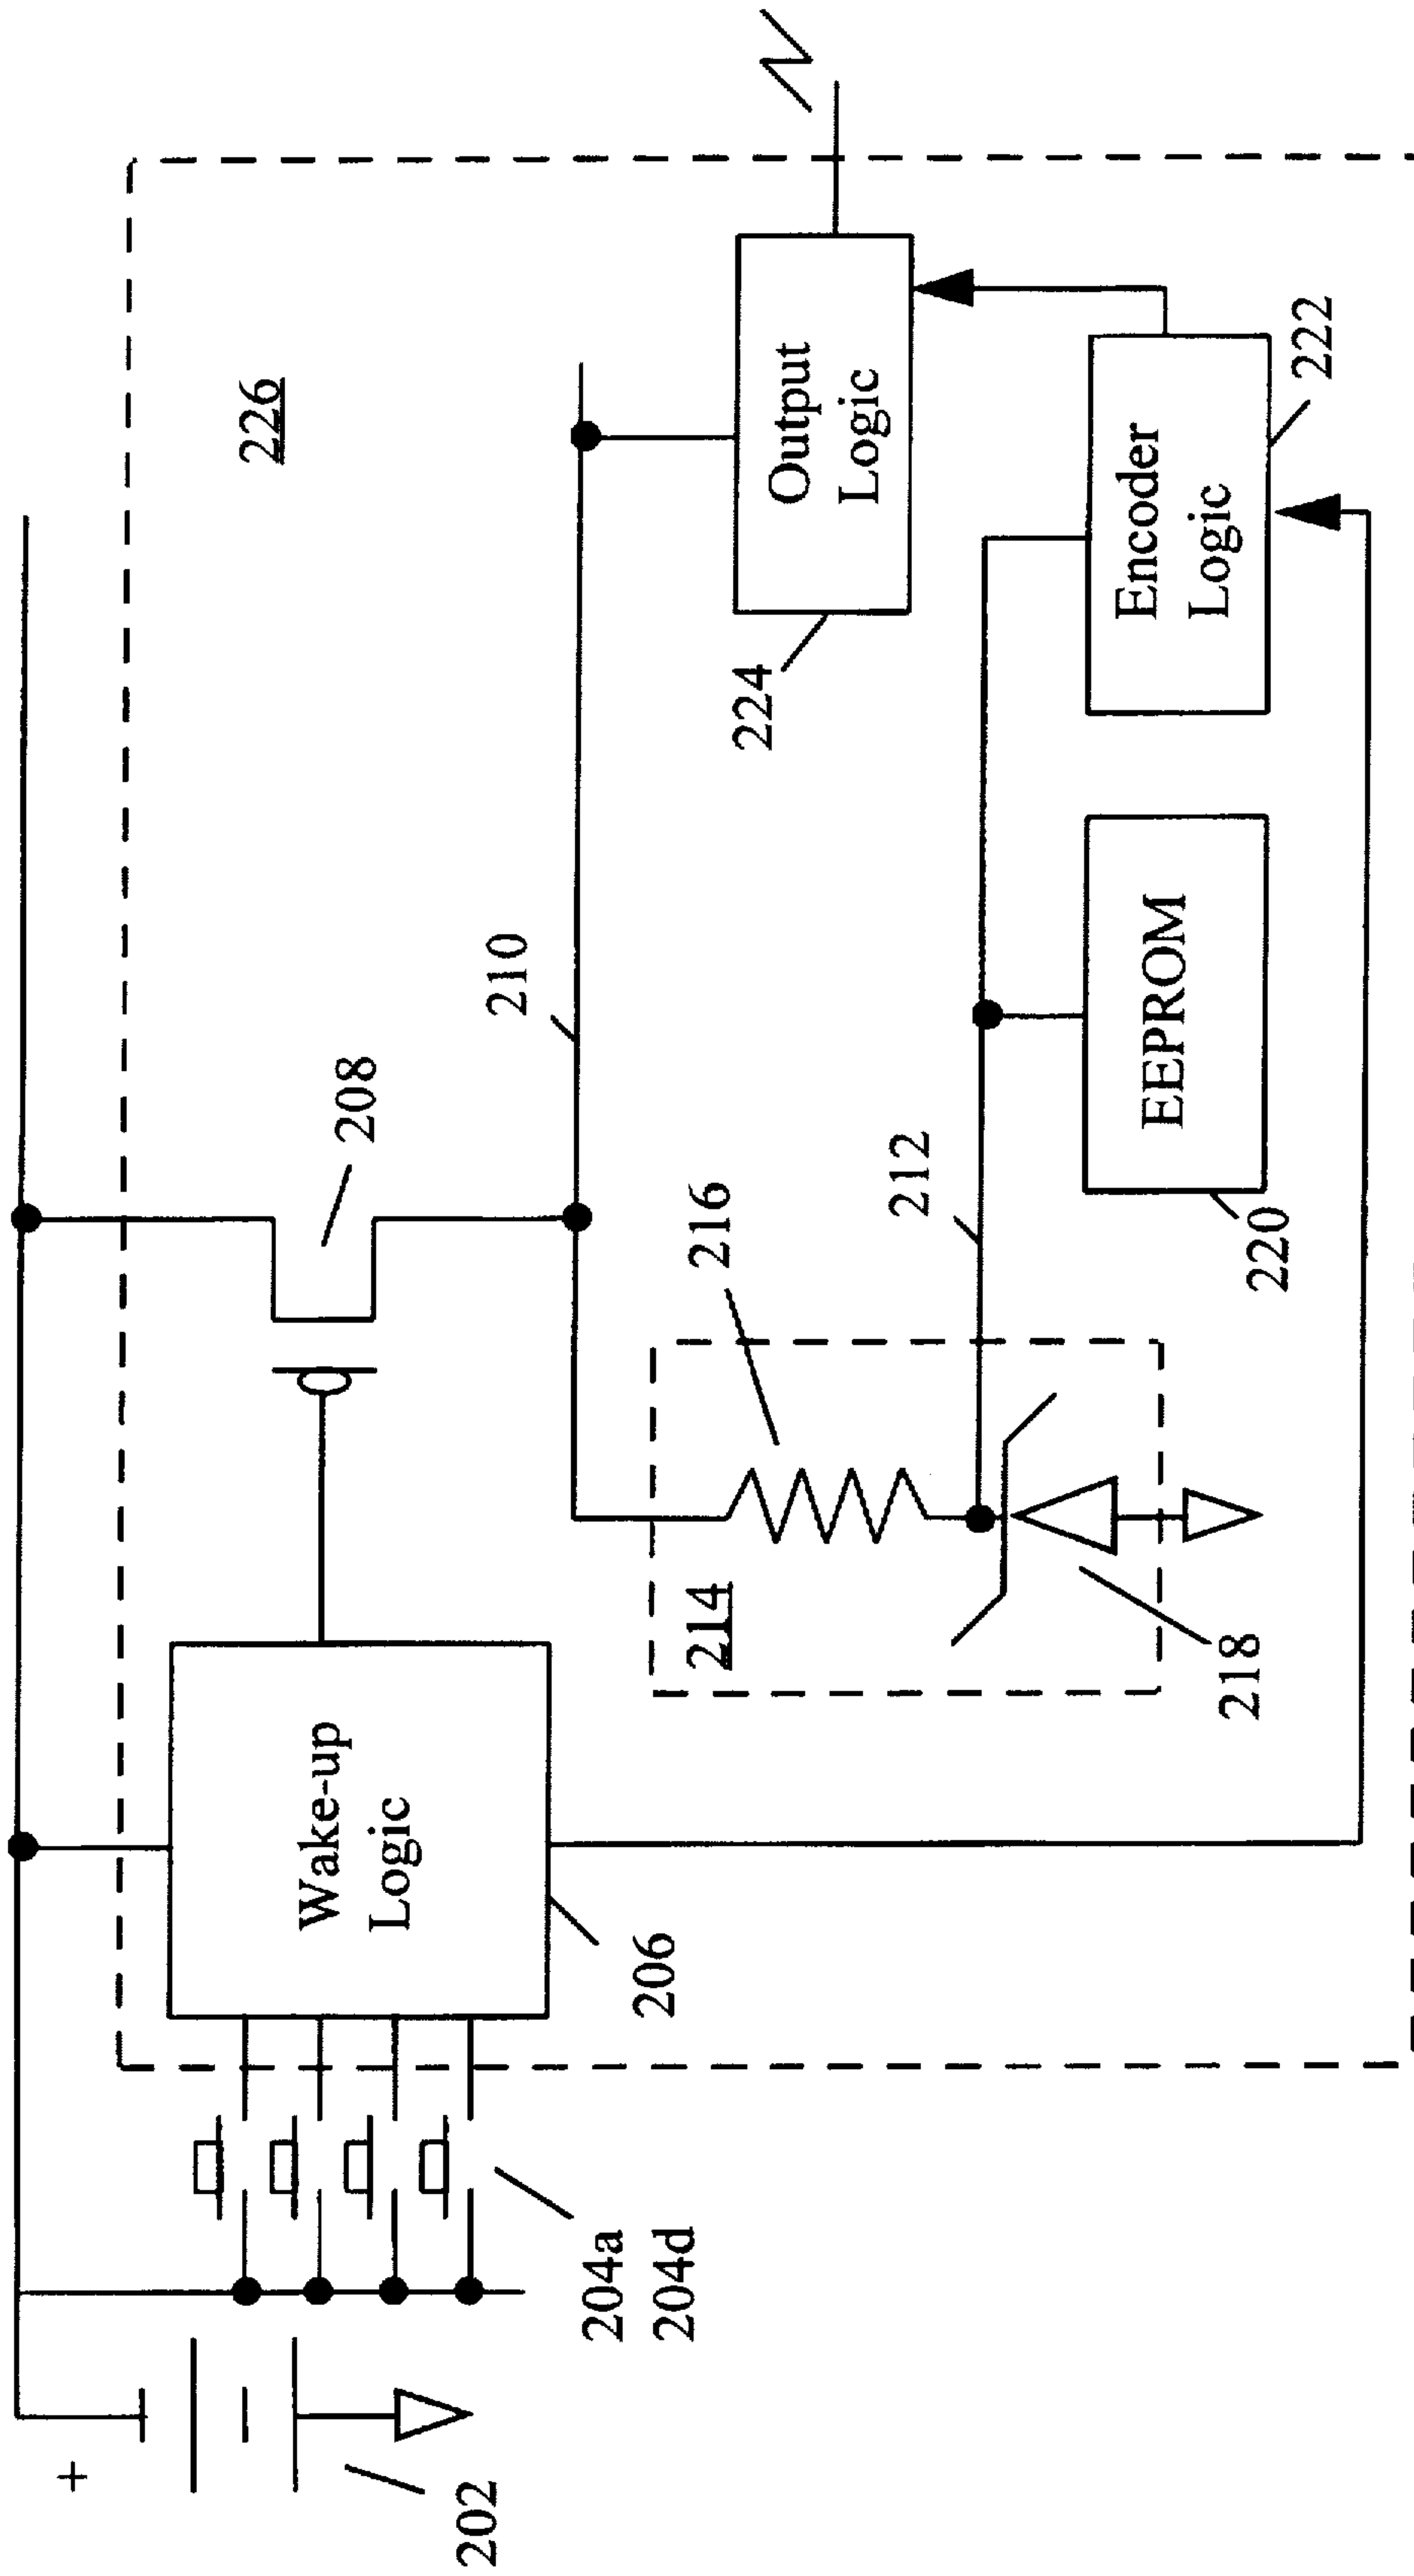 226
208
210
Output
Logic
224
Encoder
Logic
222
EEPROM
220
212
216
214
218
Wake-up
Logic
206
204a
204d
+
202